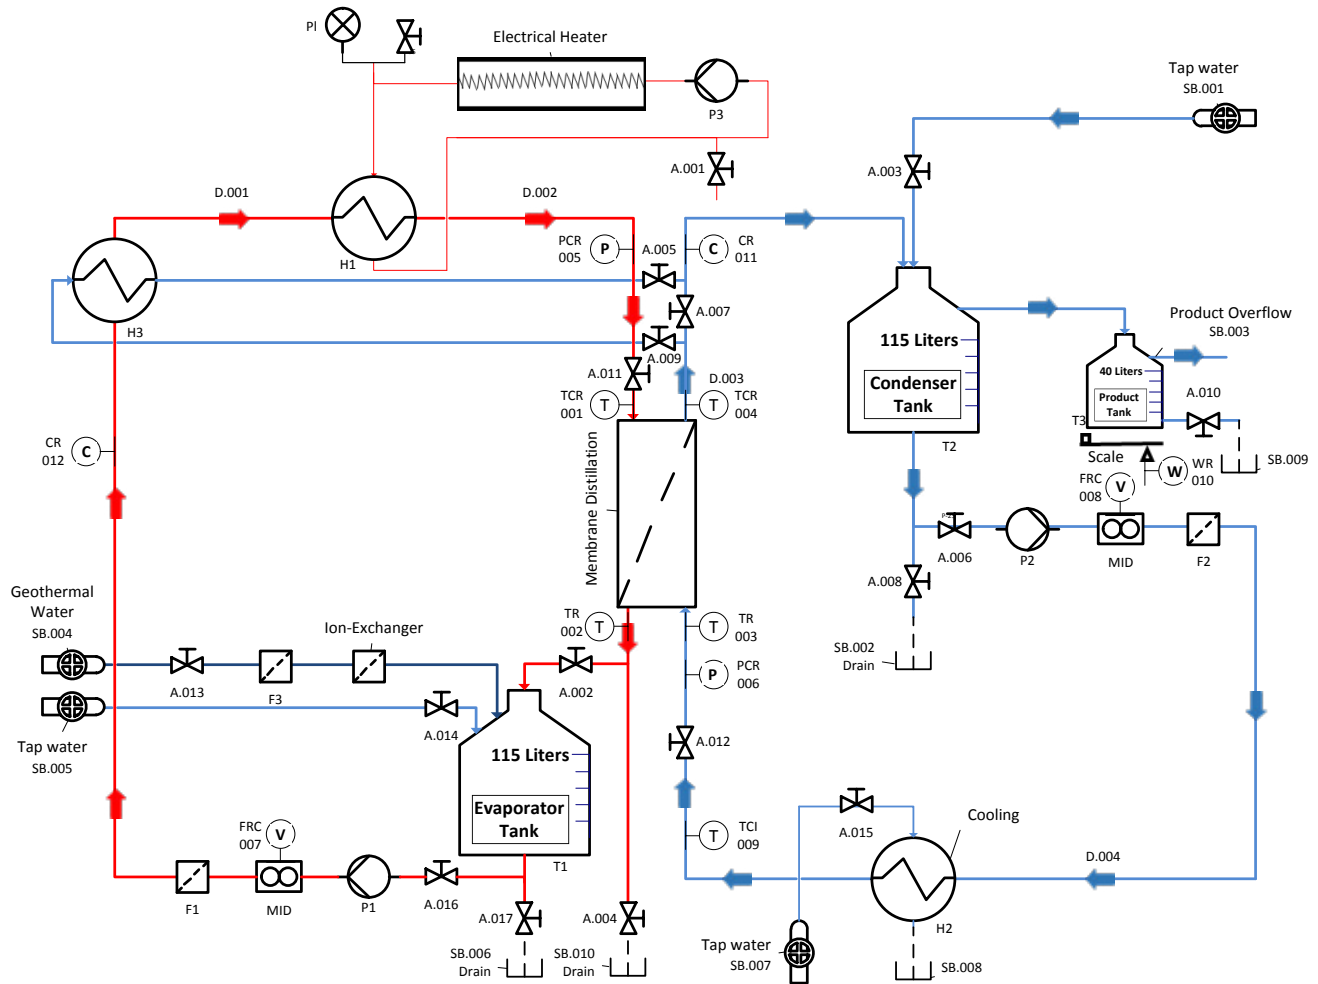 PI
Electrical Heater
P3
Tap water
SB.001
A.001
A.003
D.001
D.002
H1
PCR
005
P
A.005
C
CR
011
H3
A.007
A.009
A.011
D.003
TCR
001
T
T
TCR
004
115 Liters
Condenser
Tank
T2
Product Overflow
SB.003
40 Liters
Product
Tank
T3
A.010
Scale
SB.009
W
WR
010
FRC
008
V
CR
012
C
Membrane Distillation
A.006
P2
MID
F2
A.008
SB.002
Drain
Geothermal
Water
SB.004
Ion-Exchanger
A.013
F3
TR
002
T
T
TR
003
A.002
P
PCR
006
Tap water
SB.005
A.014
A.012
115 Liters
Evaporator
Tank
T1
FRC
007
V
T
TCI
009
A.015
Cooling
D.004
F1
MID
P1
A.016
A.017
A.004
H2
SB.006
Drain
SB.010
Drain
Tap water
SB.007
SB.008